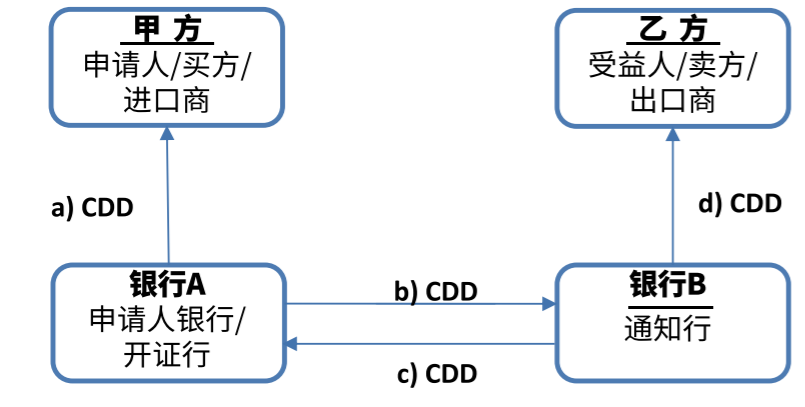 甲 方
申请人/买方/
进口商
乙 方
受益人/卖方/
出口商
a) CDD
d) CDD
银行A
申请人银行/
开证行
b) CDD
c) CDD
银行B
通知行